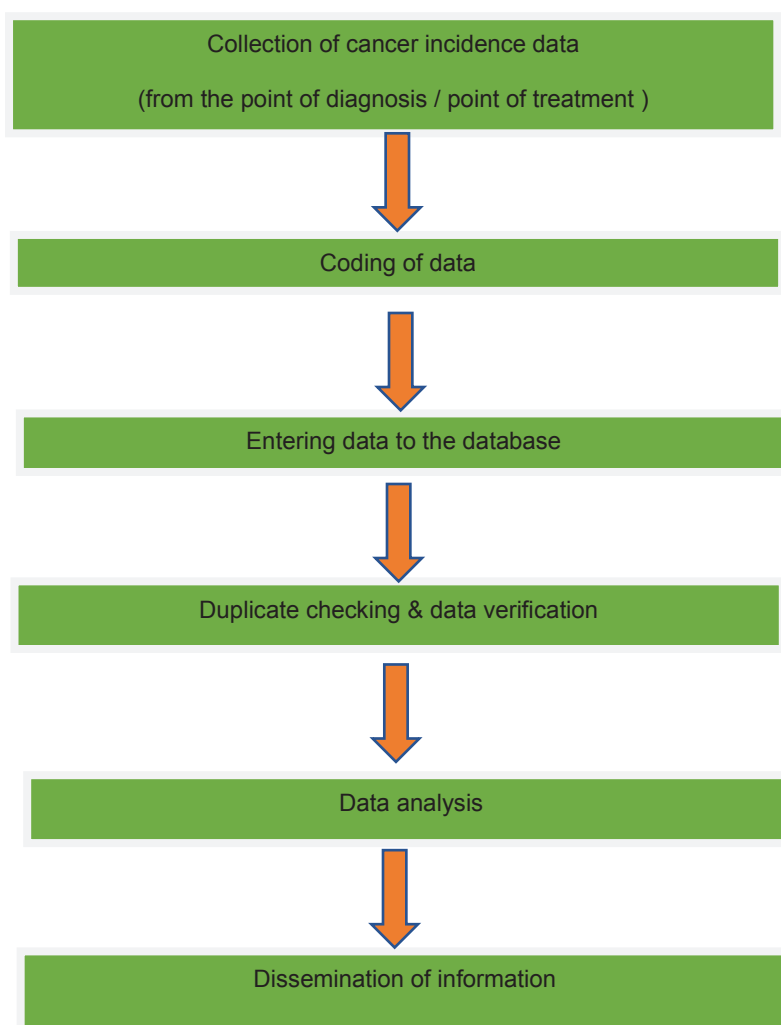 Collection of cancer incidence data
(from the point of diagnosis / point of treatment )
Coding of data
Entering data to the database
Duplicate checking & data verification
Data analysis
Dissemination of information